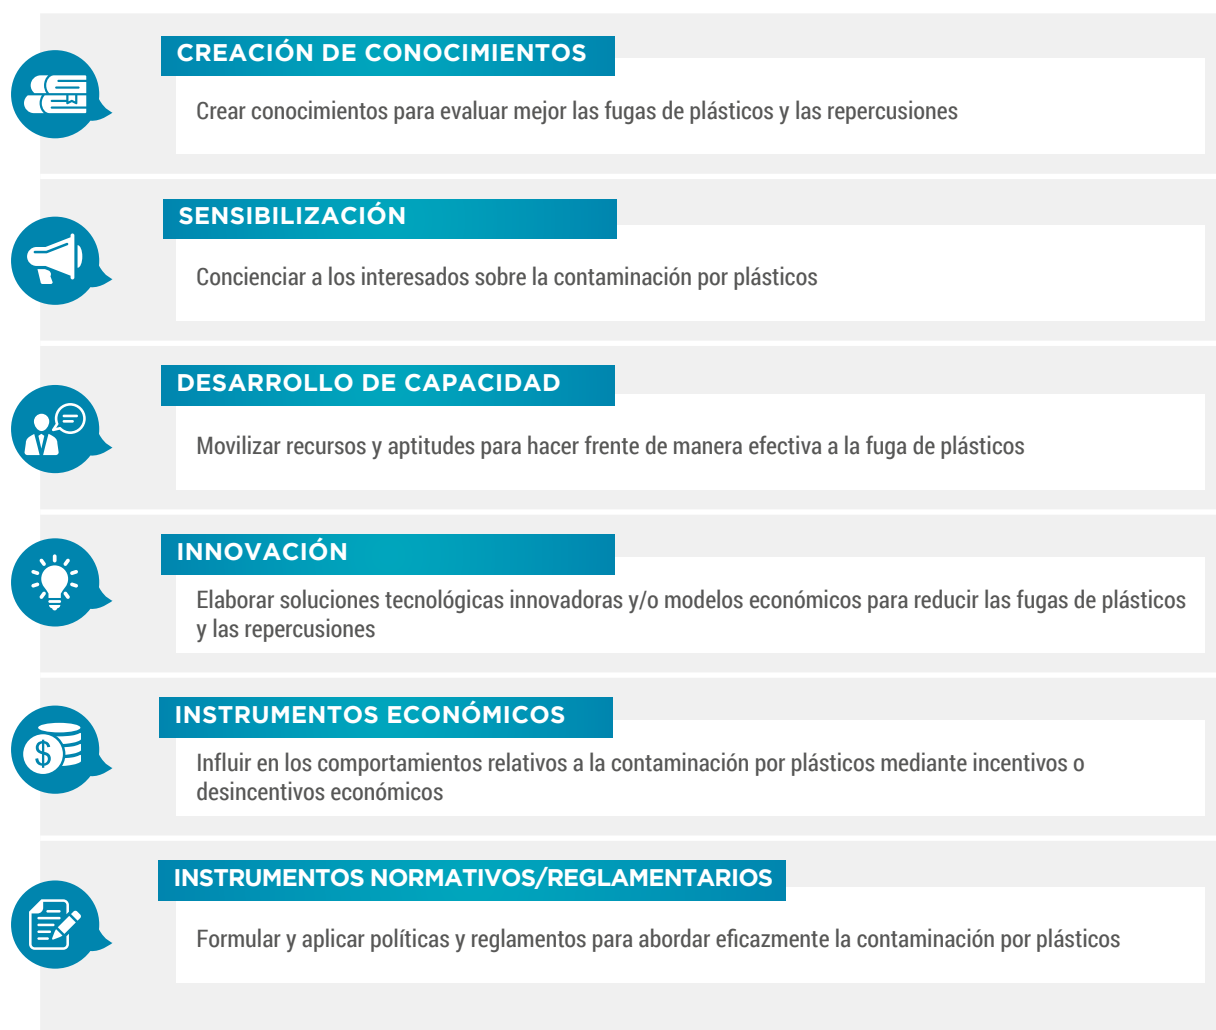 CREACIÓN DE CONOCIMIENTOS
Crear conocimientos para evaluar mejor las fugas de plásticos y las repercusiones
SENSIBILIZACIÓN
Concienciar a los interesados sobre la contaminación por plásticos
DESARROLLO DE CAPACIDAD
Movilizar recursos y aptitudes para hacer frente de manera efectiva a la fuga de plásticos
INNOVACIÓN
Elaborar soluciones tecnológicas innovadoras y/o modelos económicos para reducir las fugas de plásticos
y las repercusiones
INSTRUMENTOS ECONÓMICOS
$
Influir en los comportamientos relativos a la contaminación por plásticos mediante incentivos o
desincentivos económicos
INSTRUMENTOS NORMATIVOS/REGLAMENTARIOS
Formular y aplicar políticas y reglamentos para abordar eficazmente la contaminación por plásticos